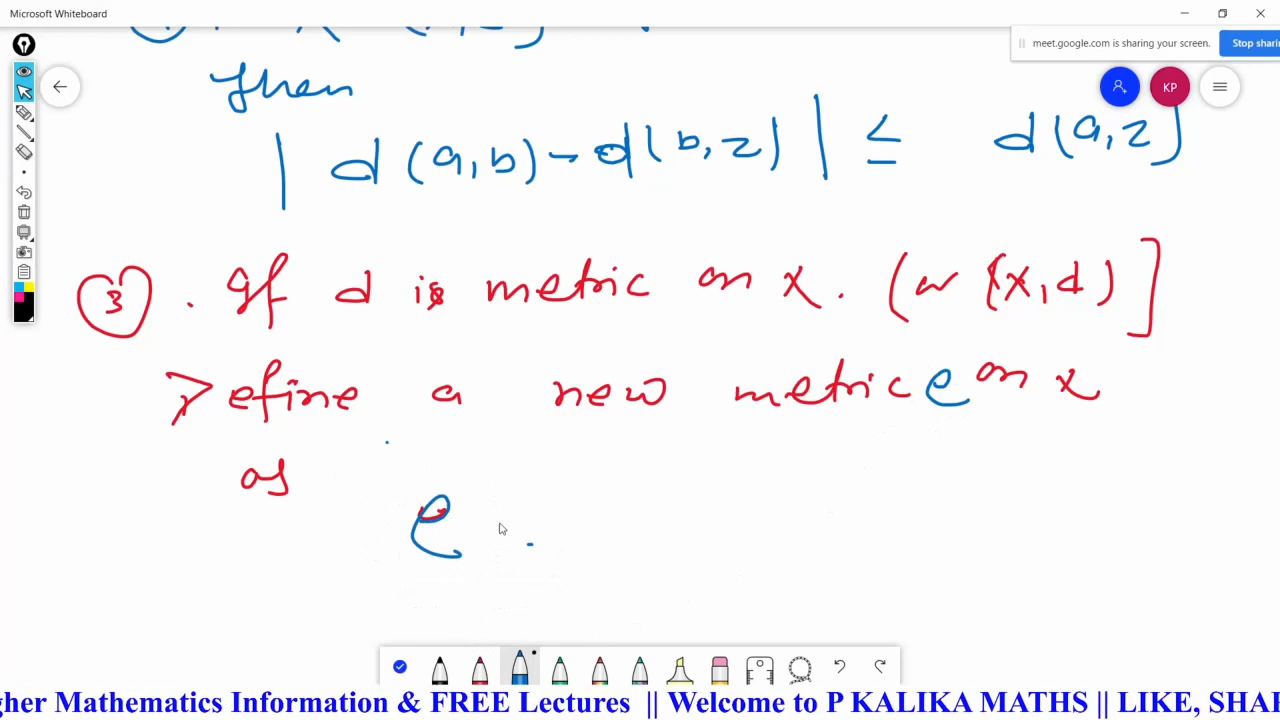 Microsoft Whiteboard
meet.google.com is sharing your screen.
Stop sharin
KP
then
| d(a,b) - d(b,z) | ≤ d(a,z)
3. If d is metric on X. (or (X,d)]
Define a new metric e on x
as
e
gher Mathematics Information & FREE Lectures || Welcome to P KALIKA MATHS || LIKE, SHAR